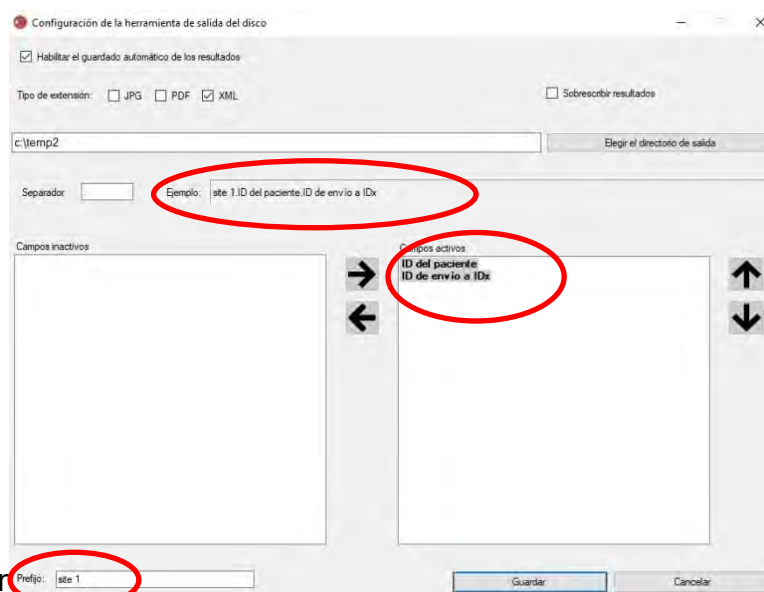 Configuración de la herramienta de salida del disco
Habilitar el guardado automático de los resultados
Tipo de extensión: JPG PDF XML Sobrescribir resultados
c:\temp2 Elegir el directorio de salida
Separador Ejemplo: site 1.ID del paciente.ID de envío a IDx
Campos inactivos Campos activos
ID del paciente
ID de envío a IDx
Prefijo: site 1 Guardar Cancelar